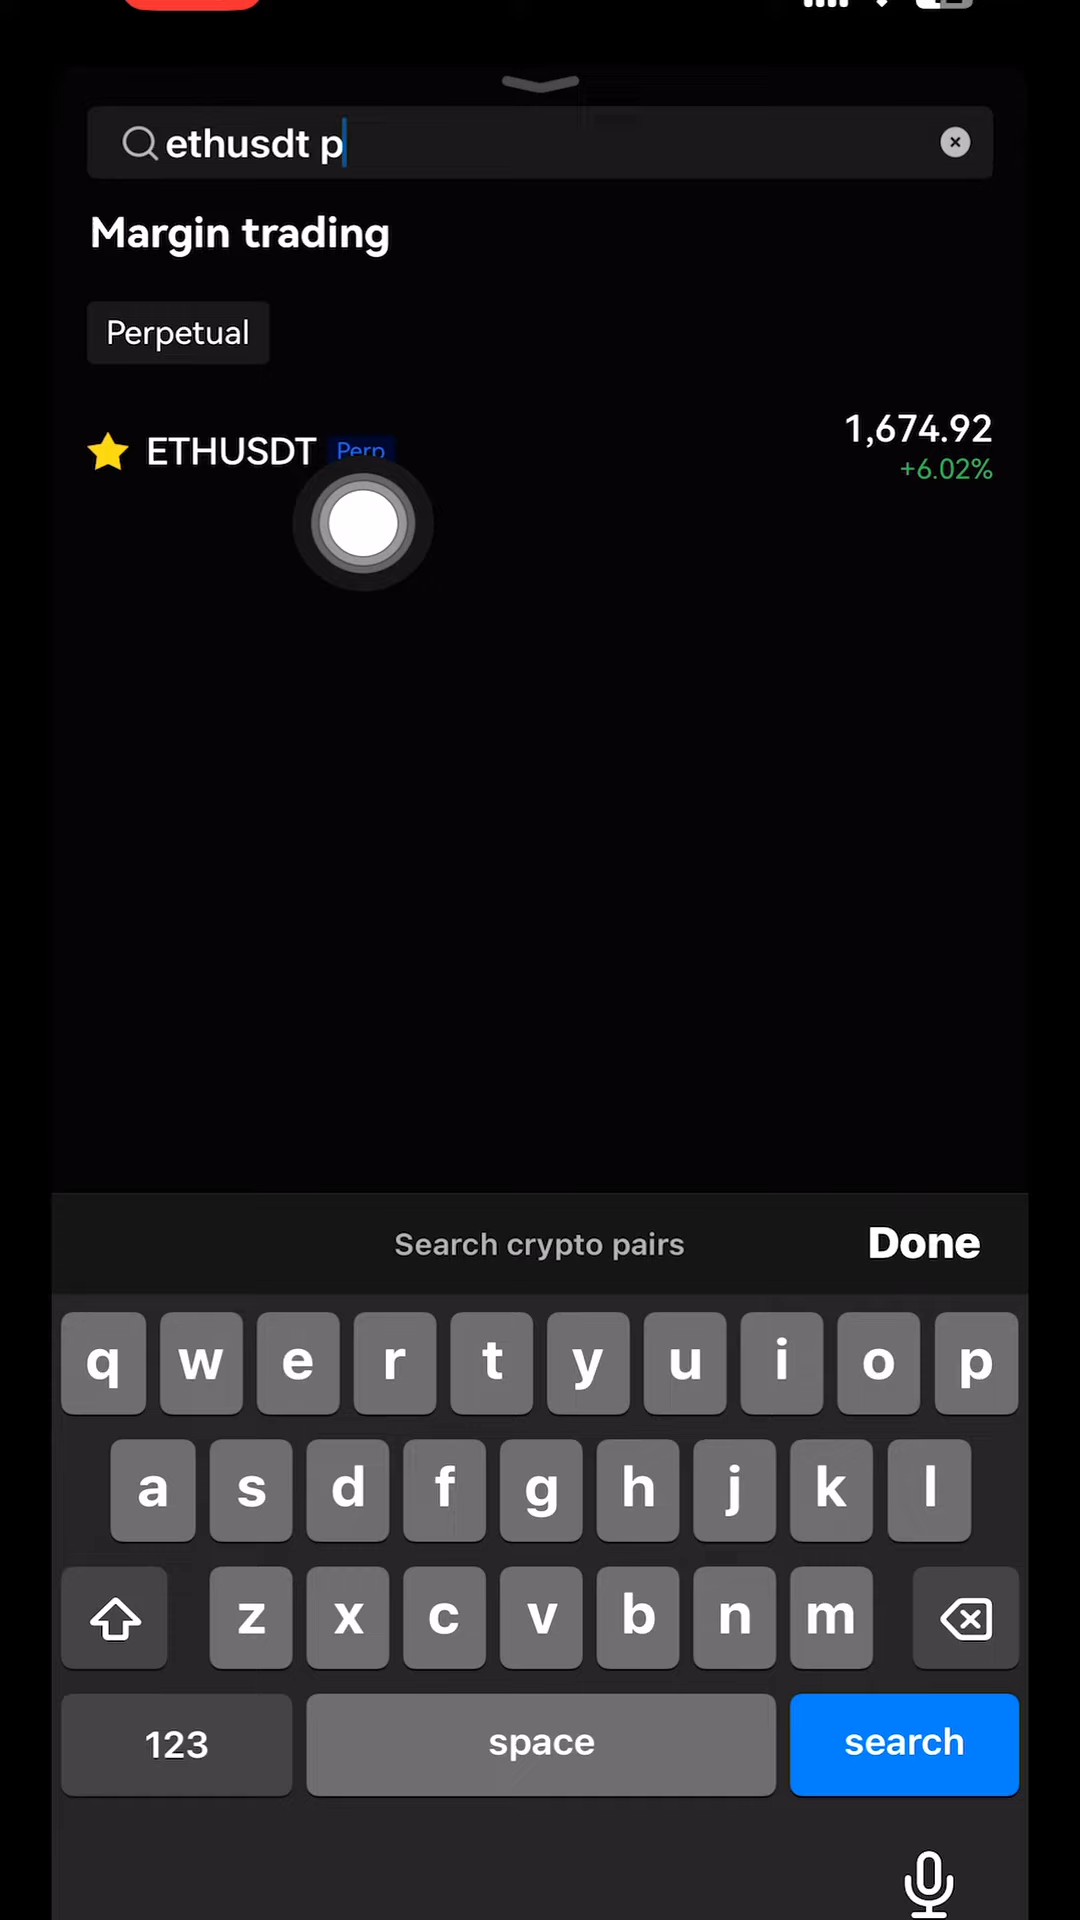 ethusdt p
Margin trading
Perpetual
ETHUSDT Perp 1,674.92
+6.02%
Search crypto pairs Done
q w e r t y u i o p
a s d f g h j k l
z x c v b n m
123 space search